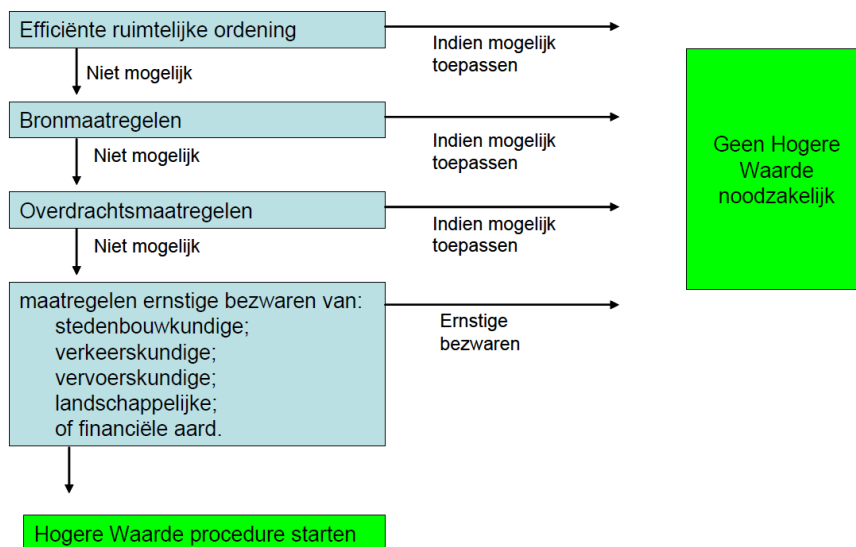 Efficiënte ruimtelijke ordening
Indien mogelijk
toepassen
Niet mogelijk
Bronmaatregelen
Indien mogelijk
toepassen
Niet mogelijk
Geen Hogere
Waarde
noodzakelijk
Overdrachtsmaatregelen
Indien mogelijk
toepassen
Niet mogelijk
maatregelen ernstige bezwaren van:
stedenbouwkundige;
verkeerskundige;
vervoerskundige;
landschappelijke;
of financiële aard.
Ernstige
bezwaren
Hogere Waarde procedure starten